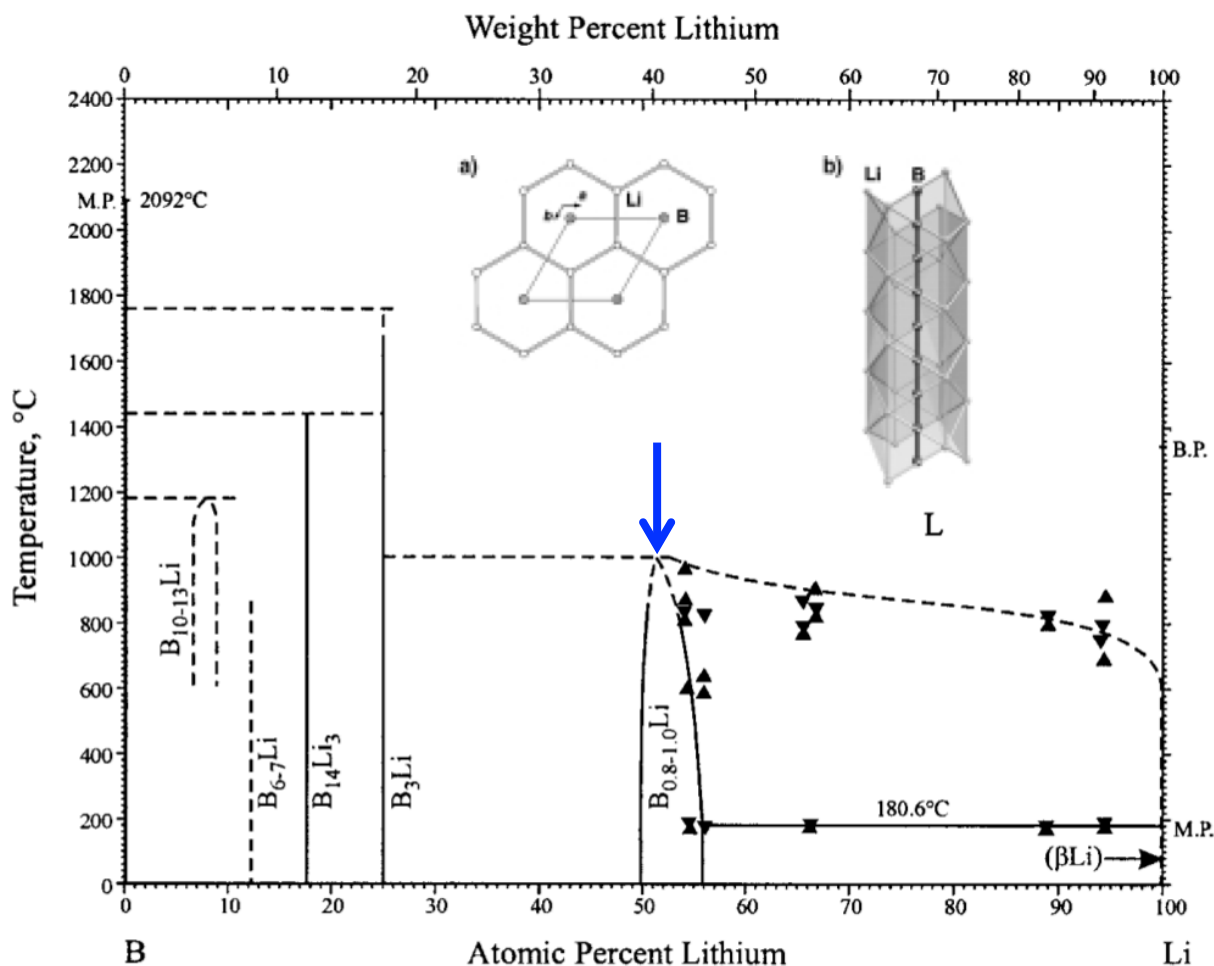 Weight Percent Lithium
0 10 20 30 40 50 60 70 80 90 100
2400
2200
M.P. 2092°C
2000
1800
1600
1400
1200
1000
800
600
400
200
0
Temperature, °C
a)
b a
Li
B
b)
Li B
B.P.
L
B10-13Li
B6-7Li
B14Li3
B3Li
B0.8-1.0Li
180.6°C
M.P.
(βLi)
0 10 20 30 40 50 60 70 80 90 100
B Atomic Percent Lithium Li